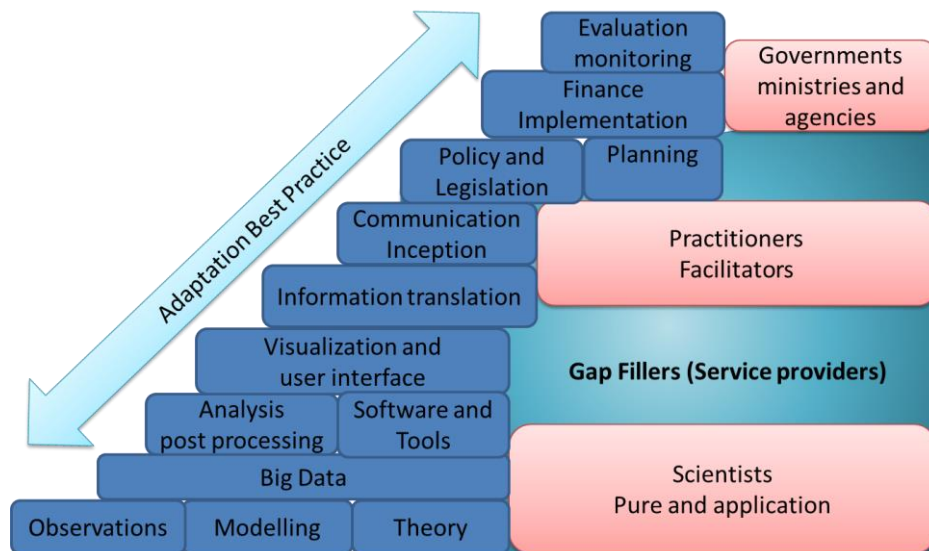 Evaluation
monitoring
Governments
ministries and
agencies
Finance
Implementation
Policy and
Legislation
Planning
Adaptation Best Practice
Communication
Inception
Practitioners
Facilitators
Information translation
Visualization and
user interface
Gap Fillers (Service providers)
Analysis
post processing
Software and
Tools
Big Data
Scientists
Pure and application
Observations
Modelling
Theory